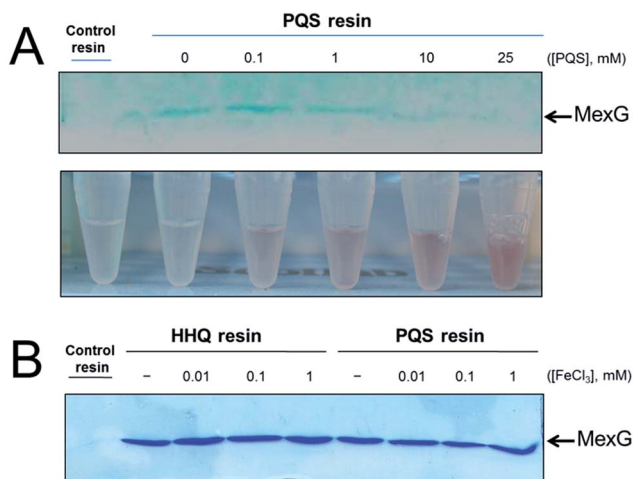 A
Control
resin
PQS resin
0 0.1 1 10 25 ([PQS], mM)
MexG
B
Control
resin
HHQ resin PQS resin
– 0.01 0.1 1 – 0.01 0.1 1 ([FeCl₃], mM)
MexG